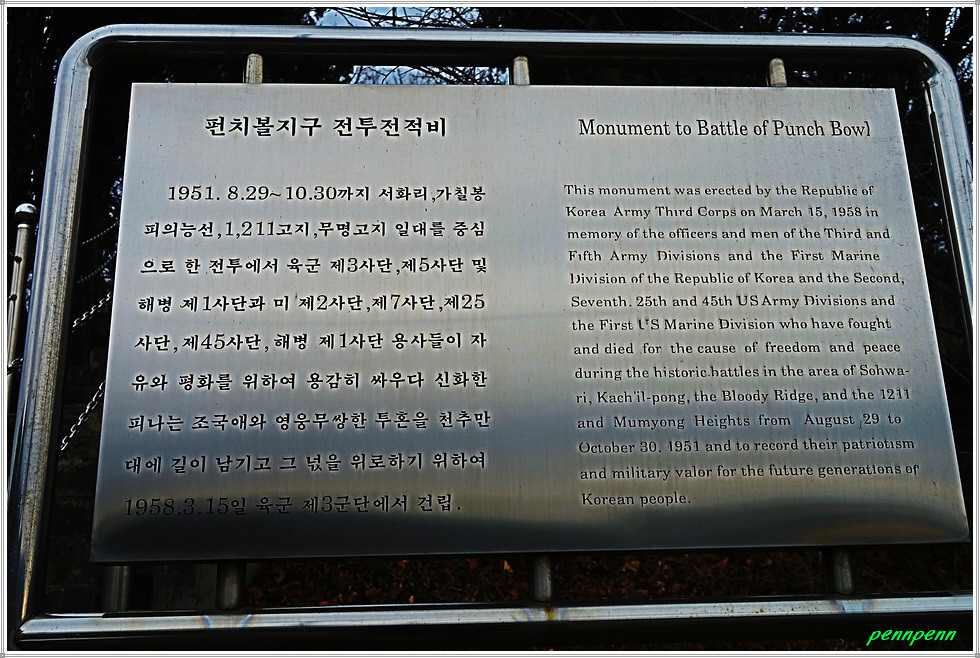 펀치볼지구 전투전적비
1951. 8.29~10.30까지 서화리,가칠봉
피의능선,1,211고지,무명고지 일대를 중심
으로 한 전투에서 육군 제3사단,제5사단 및
해병 제1사단과 미 제2사단,제7사단,제25
사단,제45사단,해병 제1사단 용사들이 자
유와 평화를 위하여 용감히 싸우다 신화한
피나는 조국애와 영웅무쌍한 투혼을 천추만
대에 길이 남기고 그 넋을 위로하기 위하여
1958.3.15일 육군 제3군단에서 건립.
Monument to Battle of Punch Bowl
This monument was erected by the Republic of
Korea Army Third Corps on March 15, 1958 in
memory of the officers and men of the Third and
Fifth Army Divisions and the First Marine
Division of the Republic of Korea and the Second,
Seventh. 25th and 45th US Army Divisions and
the First US Marine Division who have fought
and died for the cause of freedom and peace
during the historic battles in the area of Sohwa-
ri, Kach'il-pong, the Bloody Ridge, and the 1211
and Mumyong Heights from August 29 to
October 30, 1951 and to record their patriotism
and military valor for the future generations of
Korean people.
pennpenn